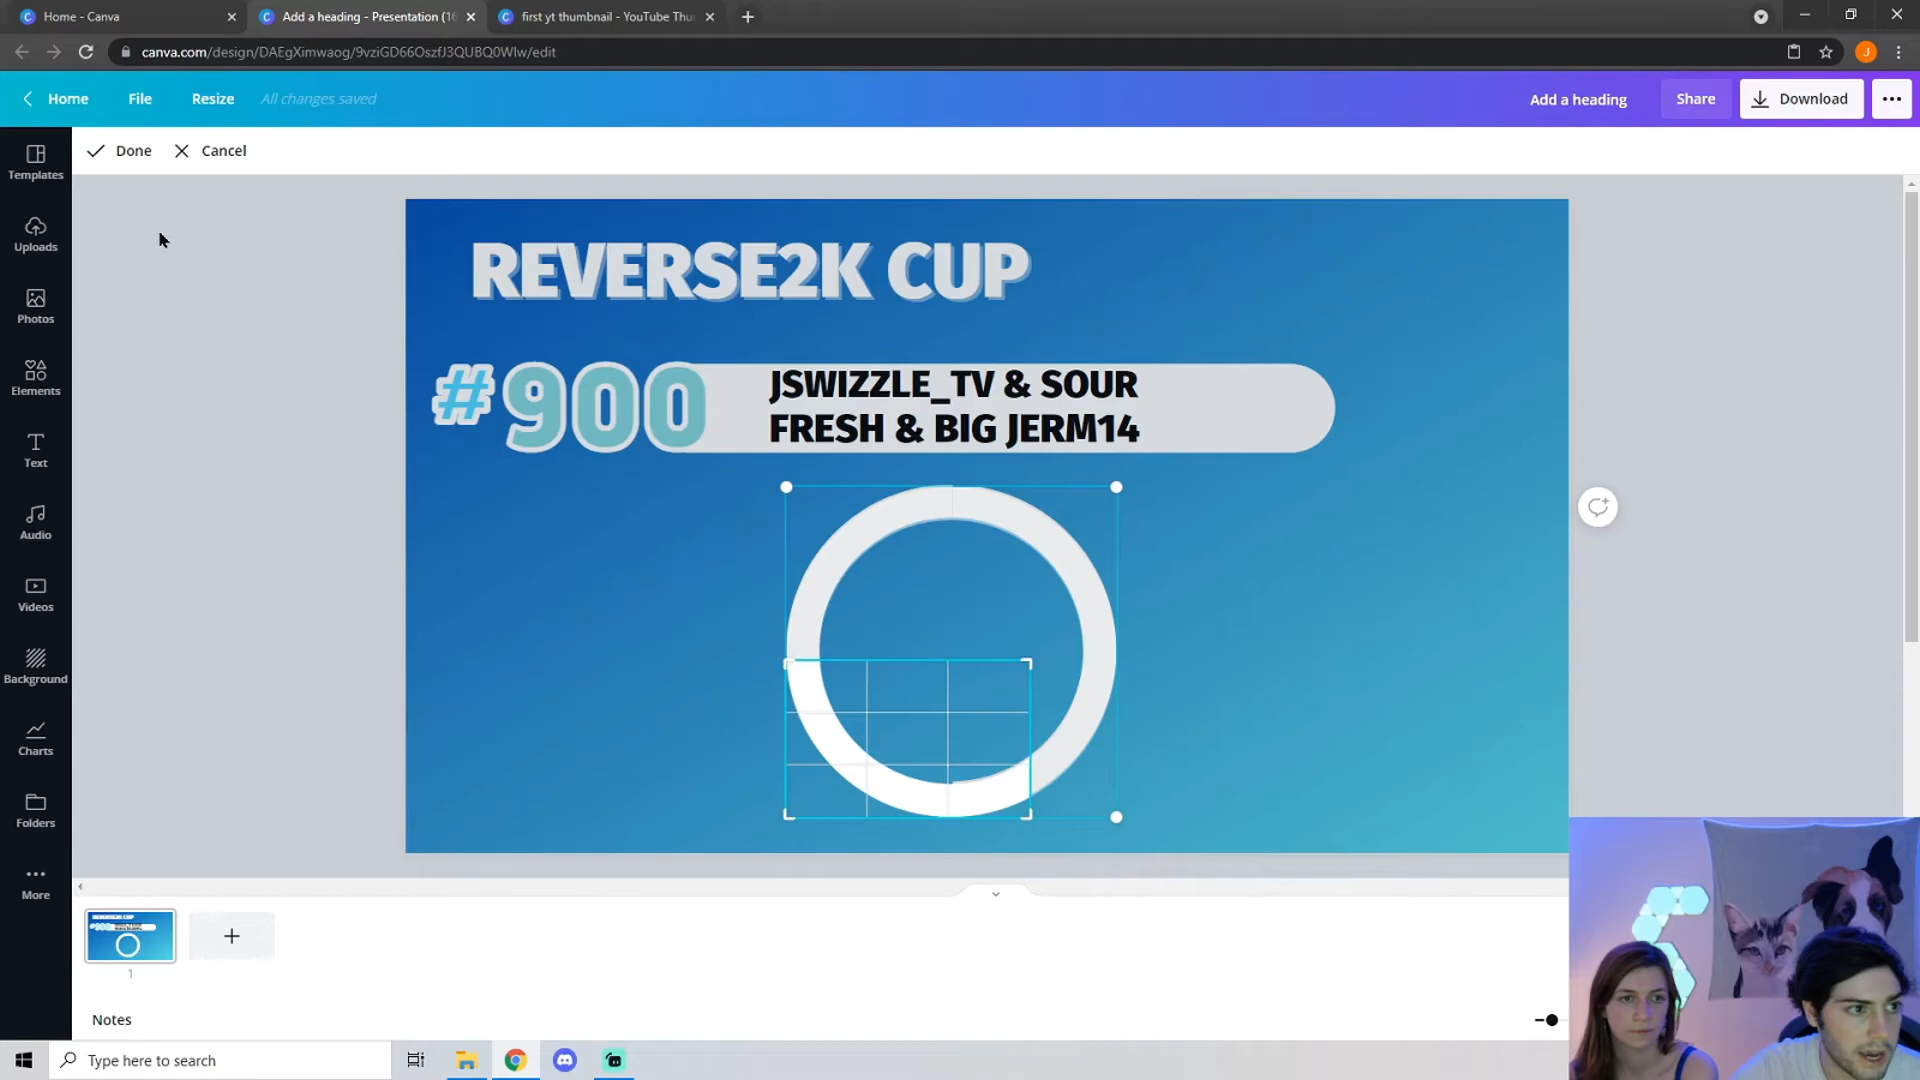 Home - Canva
Add a heading - Presentation (16
first yt thumbnail - YouTube Thu
canva.com/design/DAEgXimwaog/9vziGD66OszfJ3QUBQ0WIw/edit
J
Home
File
Resize
All changes saved
Add a heading
Share
Download
Done
Cancel
Templates
Uploads
Photos
Elements
Text
Audio
Videos
Background
Charts
Folders
More
REVERSE2K CUP
#900
JSWIZZLE_TV & SOUR
FRESH & BIG JERM14
1
Notes
Type here to search